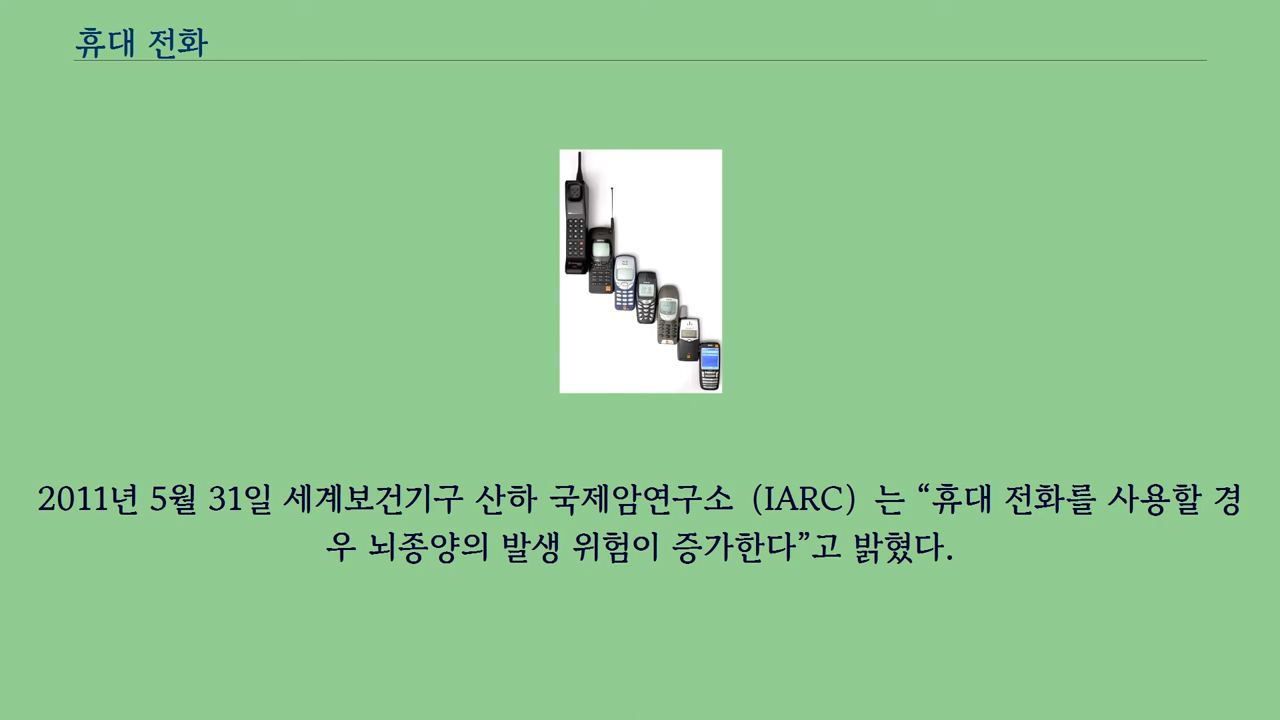 휴대 전화
2011년 5월 31일 세계보건기구 산하 국제암연구소 (IARC) 는 “휴대 전화를 사용할 경
우 뇌종양의 발생 위험이 증가한다”고 밝혔다.